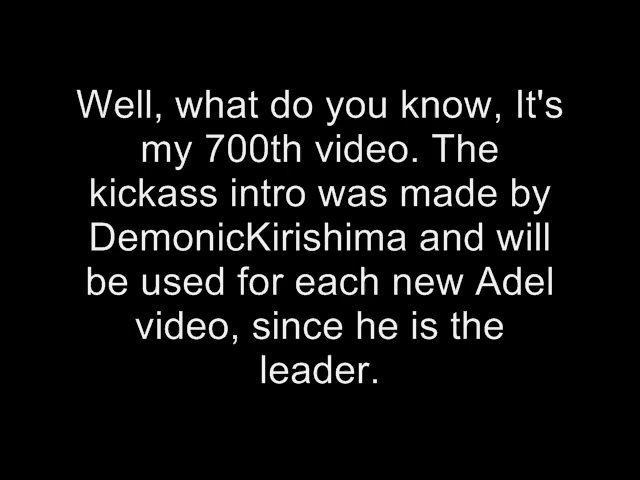 Well, what do you know, It's
my 700th video. The
kickass intro was made by
DemonicKirishima and will
be used for each new Adel
video, since he is the
leader.